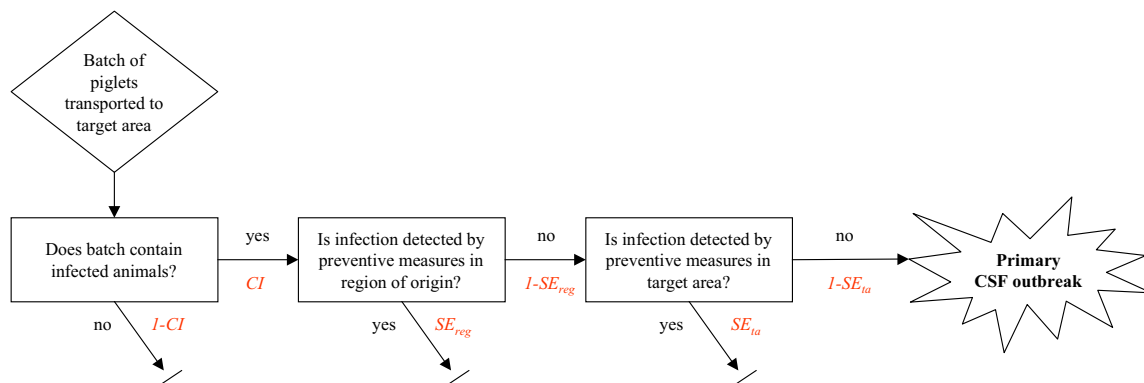 Batch of
piglets
transported to
target area
Does batch contain
infected animals?
yes
CI
Is infection detected by
preventive measures in
region of origin?
no
1-SEreg
Is infection detected by
preventive measures in
target area?
no
1-SEta
Primary
CSF outbreak
no
1-CI
yes
SEreg
yes
SEta